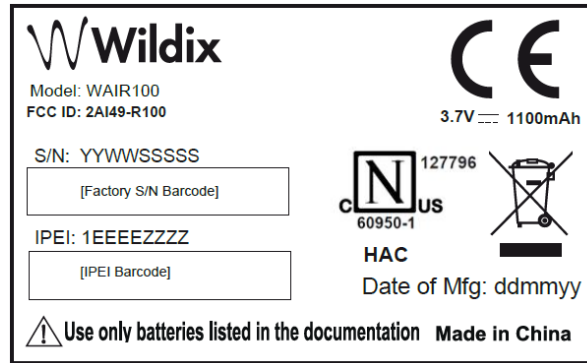 Wildix
Model: WAIR100
FCC ID: 2AI49-R100
CE
3.7V 1100mAh
S/N: YYWWSSSSS
[Factory S/N Barcode]
C N US
127796
60950-1
IPEI: 1EEEEZZZZ
[IPEI Barcode]
HAC
Date of Mfg: ddmmyy
Use only batteries listed in the documentation Made in China